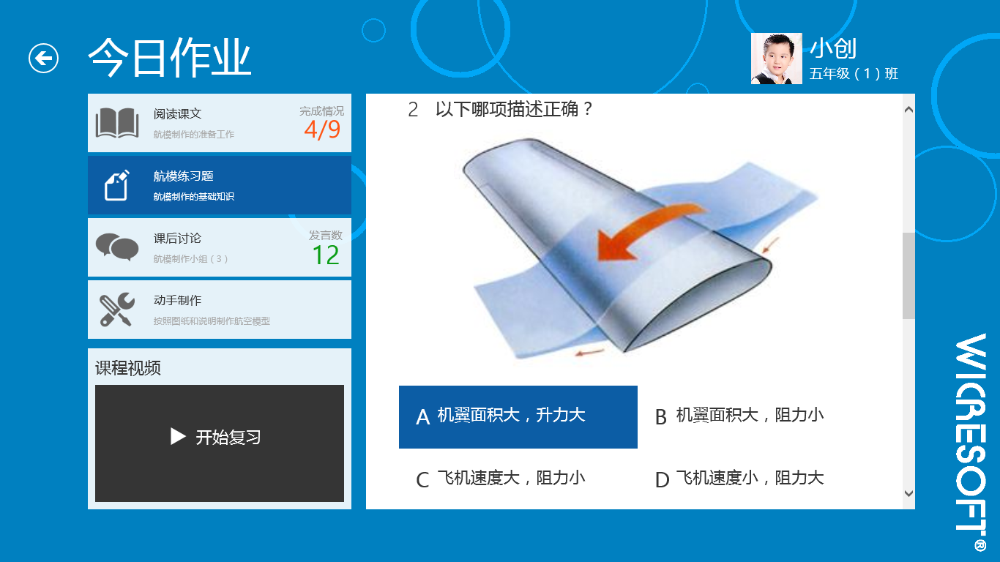 今日作业
小创
五年级（1）班
阅读课文
航模制作的准备工作
完成情况
4/9
航模练习题
航模制作的基础知识
课后讨论
航模制作小组（3）
发言数
12
动手制作
按照图纸和说明制作航空模型
课程视频
开始复习
2 以下哪项描述正确？
A 机翼面积大，升力大
B 机翼面积大，阻力小
C 飞机速度大，阻力小
D 飞机速度小，阻力大
WICRESOFT®